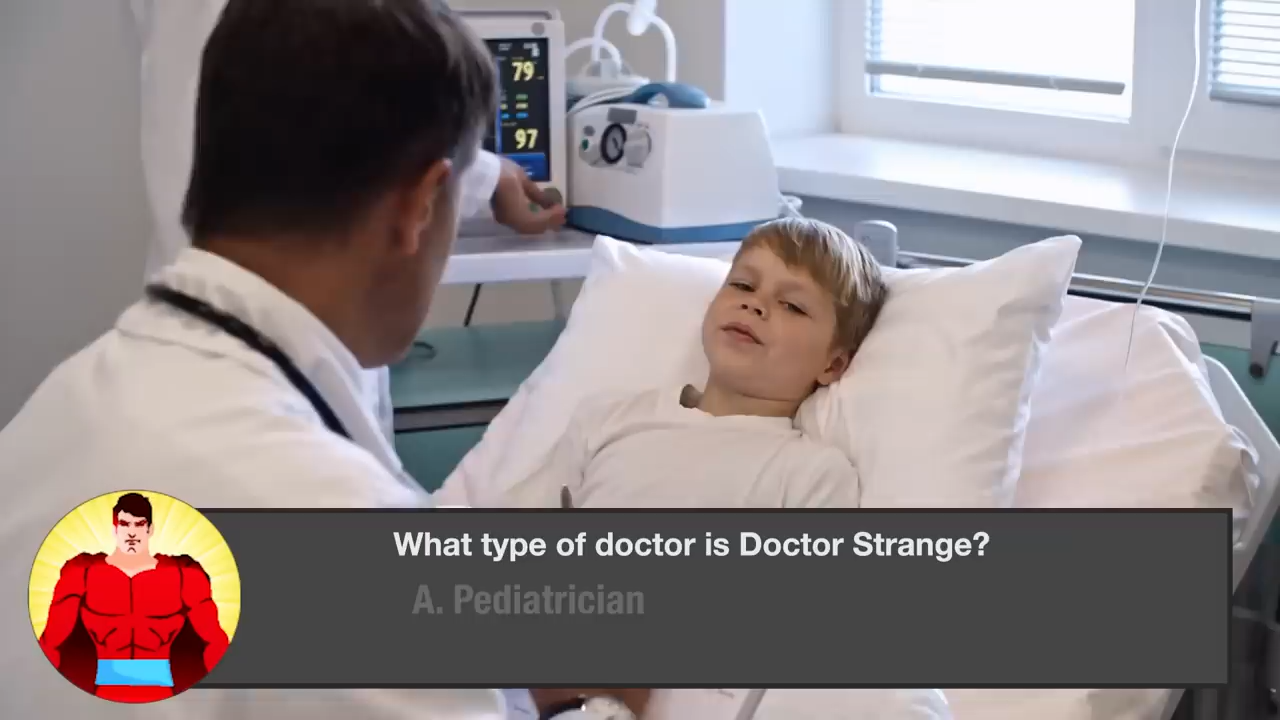 79
97
What type of doctor is Doctor Strange?
A. Pediatrician